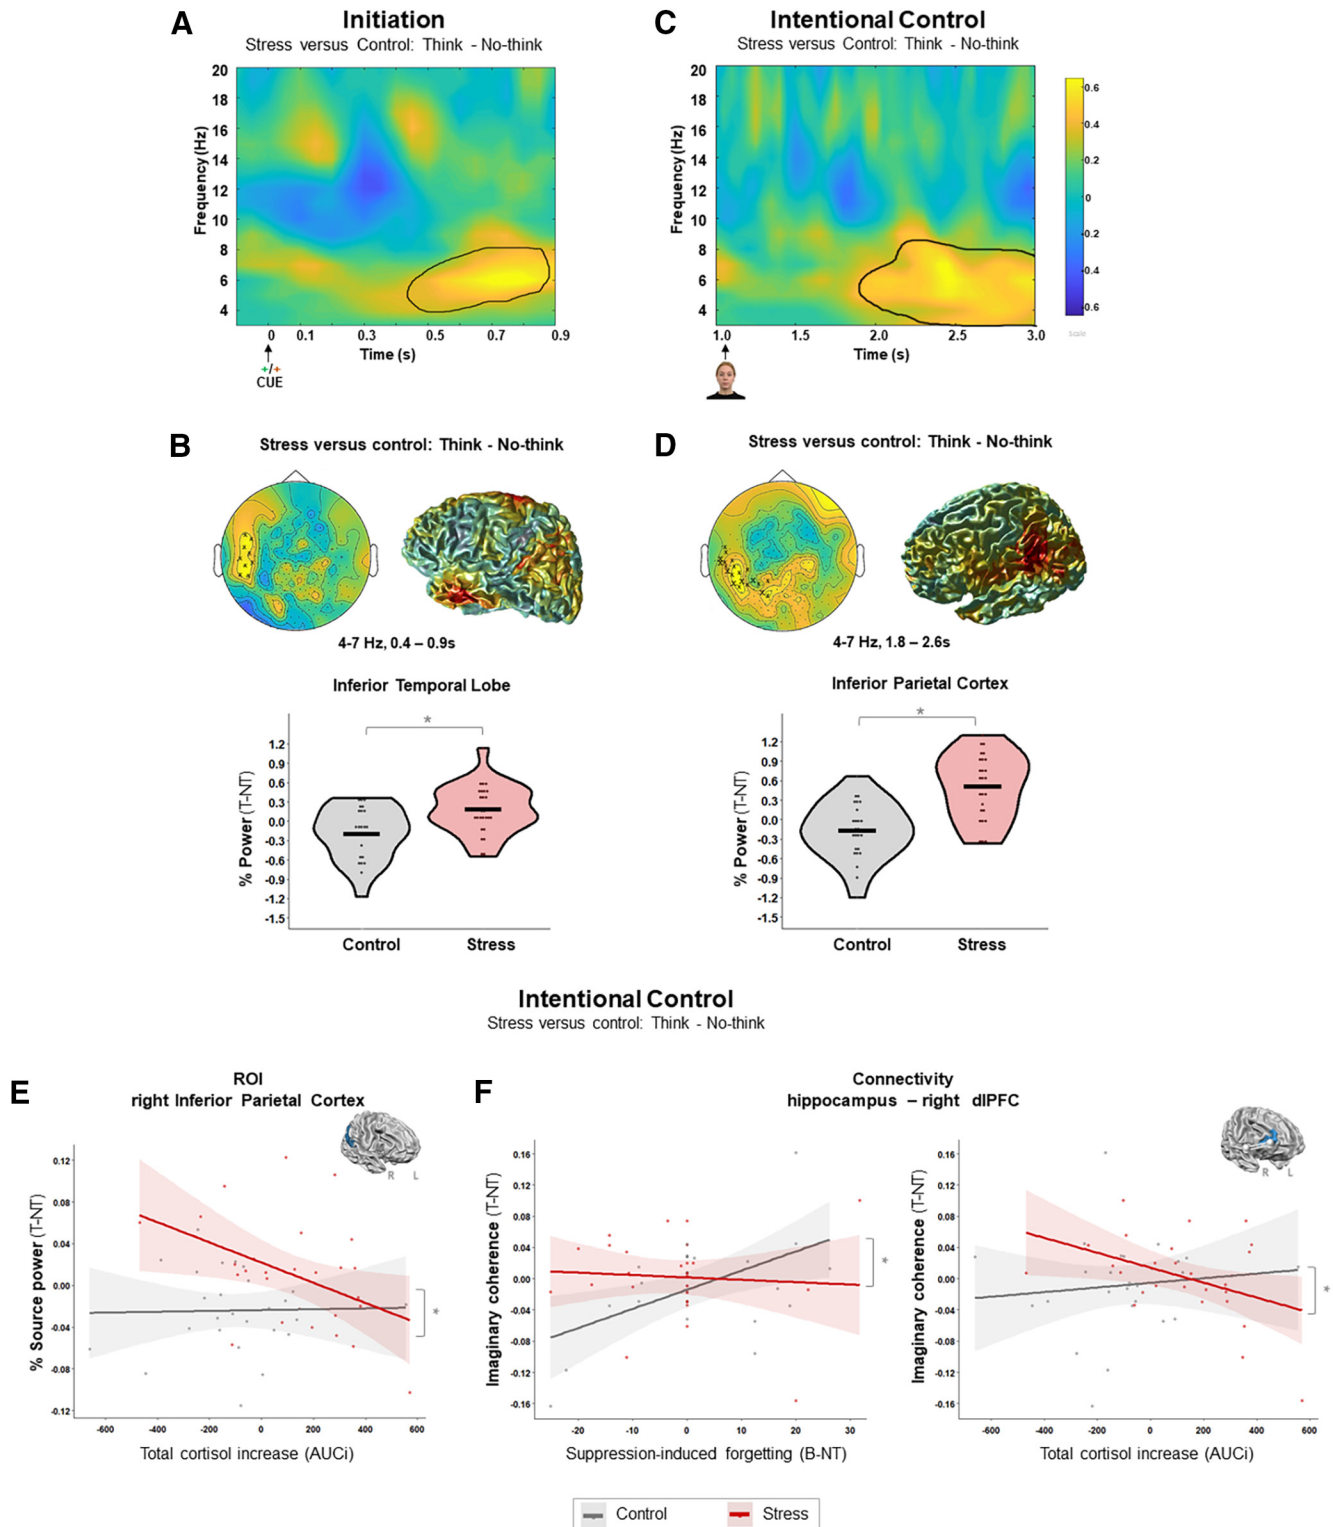 A
Initiation
Stress versus Control: Think - No-think
20
18
16
14
12
10
8
6
4
Frequency (Hz)
0 0.1 0.3 0.5 0.7 0.9
Time (s)
+/+
CUE
C
Intentional Control
Stress versus Control: Think - No-think
20
18
16
14
12
10
8
6
4
Frequency (Hz)
1.0 1.5 2.0 2.5 3.0
Time (s)
0.6
0.4
0.2
0
0.2
0.4
0.6
Scale
B
Stress versus control: Think - No-think
4-7 Hz, 0.4 – 0.9s
Inferior Temporal Lobe
*
1.2
0.9
0.6
0.3
0.0
-0.3
-0.6
-0.9
-1.2
-1.5
% Power (T-NT)
Control Stress
D
Stress versus control: Think - No-think
4-7 Hz, 1.8 – 2.6s
Inferior Parietal Cortex
*
1.2
0.9
0.6
0.3
0.0
-0.3
-0.6
-0.9
-1.2
-1.5
% Power (T-NT)
Control Stress
Intentional Control
Stress versus control: Think - No-think
E
ROI
right Inferior Parietal Cortex
R L
0.12
0.08
0.04
0.00
-0.04
-0.08
-0.12
% Source power (T-NT)
*
-600 -400 -200 0 200 400 600
Total cortisol increase (AUCi)
F
Connectivity
hippocampus – right dlPFC
0.16
0.12
0.08
0.04
0.00
-0.04
-0.08
-0.12
-0.16
Imaginary coherence (T-NT)
*
-20 -10 0 10 20 30
Suppression-induced forgetting (B-NT)
R L
0.16
0.12
0.08
0.04
0.00
-0.04
-0.08
-0.12
-0.16
Imaginary coherence (T-NT)
*
-600 -400 -200 0 200 400 600
Total cortisol increase (AUCi)
Control Stress